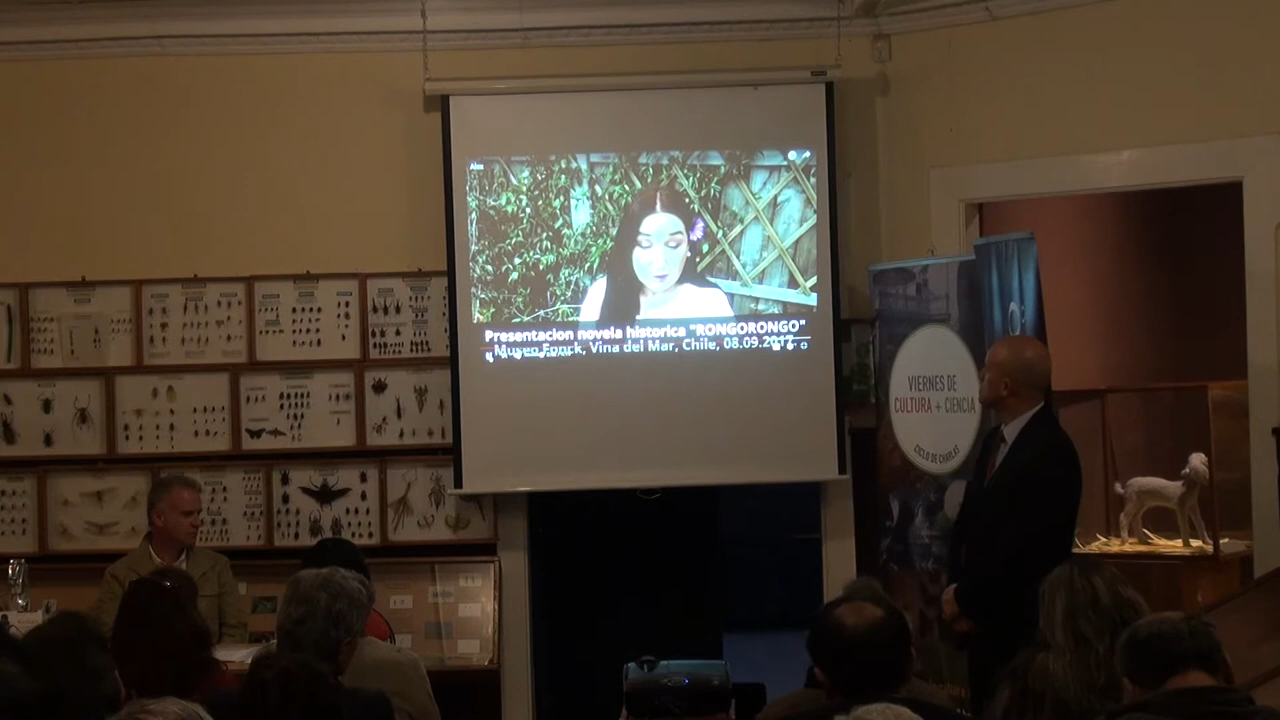 Presentacion novela historica "RONGORONGO"
Museo Fonck, Vina del Mar, Chile, 08.09.2017
VIERNES DE
CULTURA + CIENCIA
CICLO DE CHARLAS